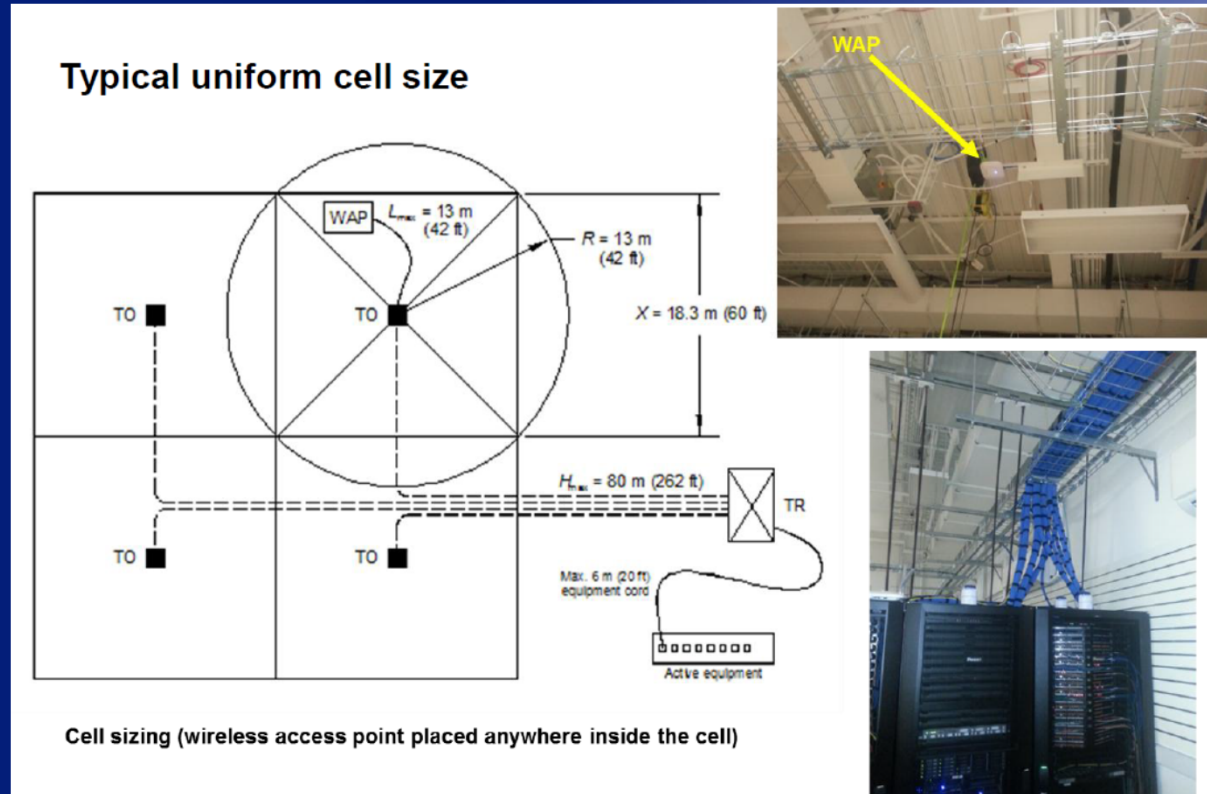 Typical uniform cell size
WAP
WAP
Lmax = 13 m
(42 ft)
R = 13 m
(42 ft)
TO
TO
X = 18.3 m (60 ft)
Hmax = 80 m (262 ft)
TR
TO
TO
Max. 6 m (20 ft)
equipment cord
Active equipment
Cell sizing (wireless access point placed anywhere inside the cell)